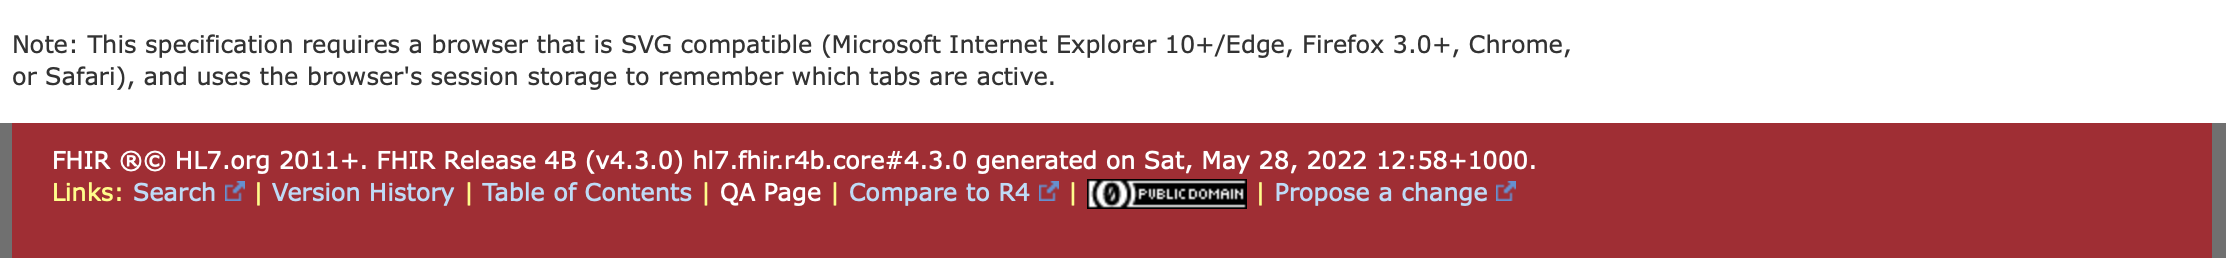 Note: This specification requires a browser that is SVG compatible (Microsoft Internet Explorer 10+/Edge, Firefox 3.0+, Chrome,
or Safari), and uses the browser's session storage to remember which tabs are active.
FHIR ®© HL7.org 2011+. FHIR Release 4B (v4.3.0) hl7.fhir.r4b.core#4.3.0 generated on Sat, May 28, 2022 12:58+1000.
Links: Search | Version History | Table of Contents | QA Page | Compare to R4 | (0) PUBLIC DOMAIN | Propose a change